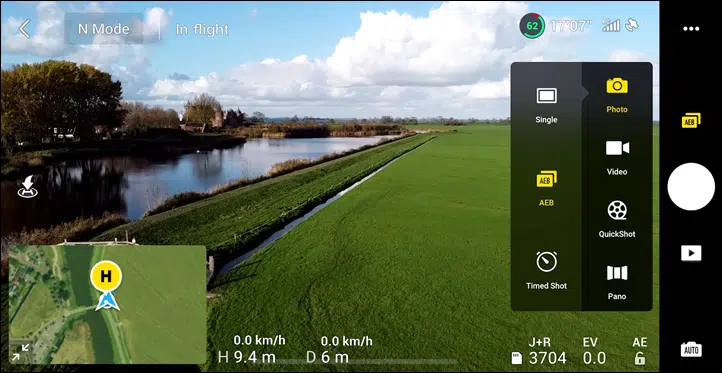 N Mode In flight 62 17'07"
Single
Photo
AEB
Video
AEB
AEB
QuickShot
Timed Shot
Pano
H
0.0 km/h 0.0 km/h J+R EV AE
H 9.4 m D 6 m 3704 0.0
AUTO